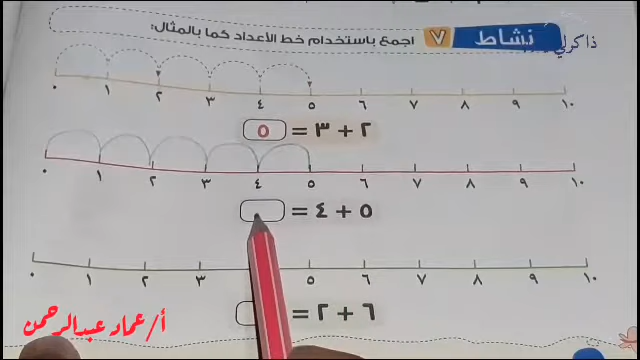 نشاط ٧ اجمع باستخدام خط الأعداد كما بالمثال:
ذاكرلي
٠ ١ ٢ ٣ ٤ ٥ ٦ ٧ ٨ ٩ ١٠
٢ + ٣ = ٥
٠ ١ ٢ ٣ ٤ ٥ ٦ ٧ ٨ ٩ ١٠
٥ + ٤ =
٠ ١ ٢ ٣ ٥ ٦ ٧ ٨ ٩ ١٠
٦ + ٢ =
أ/عماد عبدالرحمن